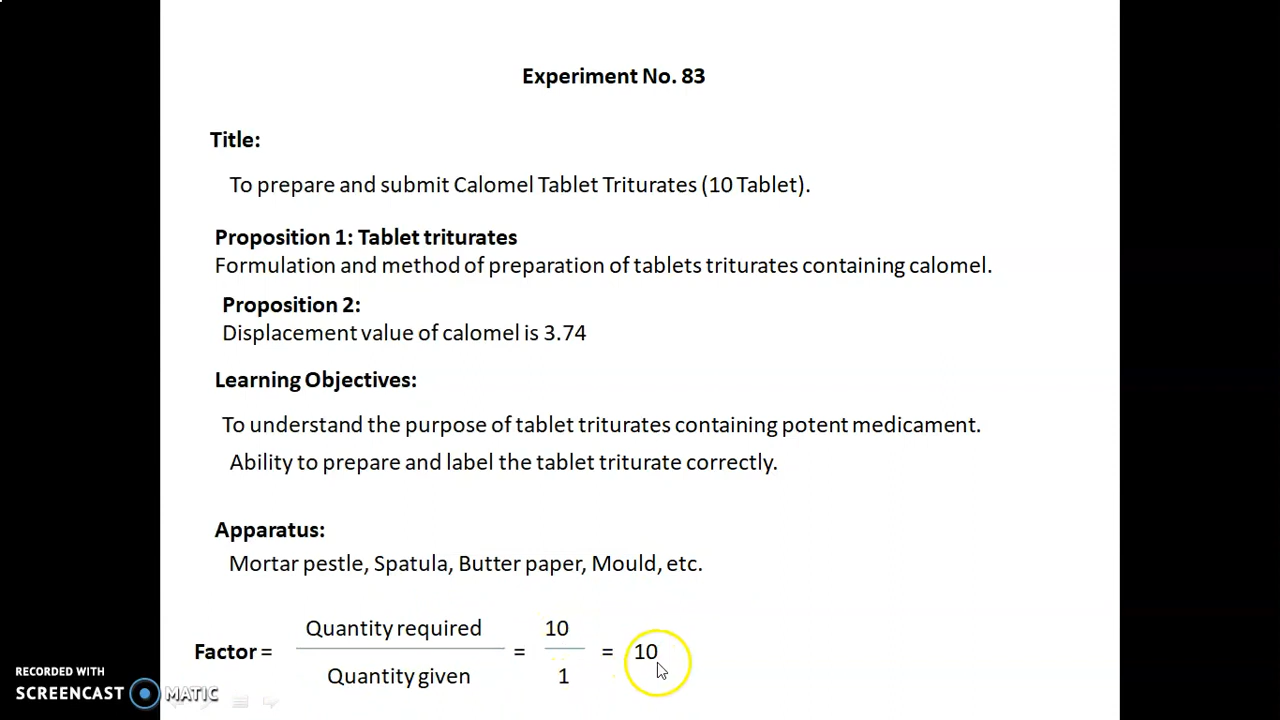 Experiment No. 83
Title:
To prepare and submit Calomel Tablet Triturates (10 Tablet).
Proposition 1: Tablet triturates
Formulation and method of preparation of tablets triturates containing calomel.
Proposition 2:
Displacement value of calomel is 3.74
Learning Objectives:
To understand the purpose of tablet triturates containing potent medicament.
Ability to prepare and label the tablet triturate correctly.
Apparatus:
Mortar pestle, Spatula, Butter paper, Mould, etc.
Quantity required 10
Factor = = = 10
Quantity given 1
RECORDED WITH
SCREENCAST MATIC